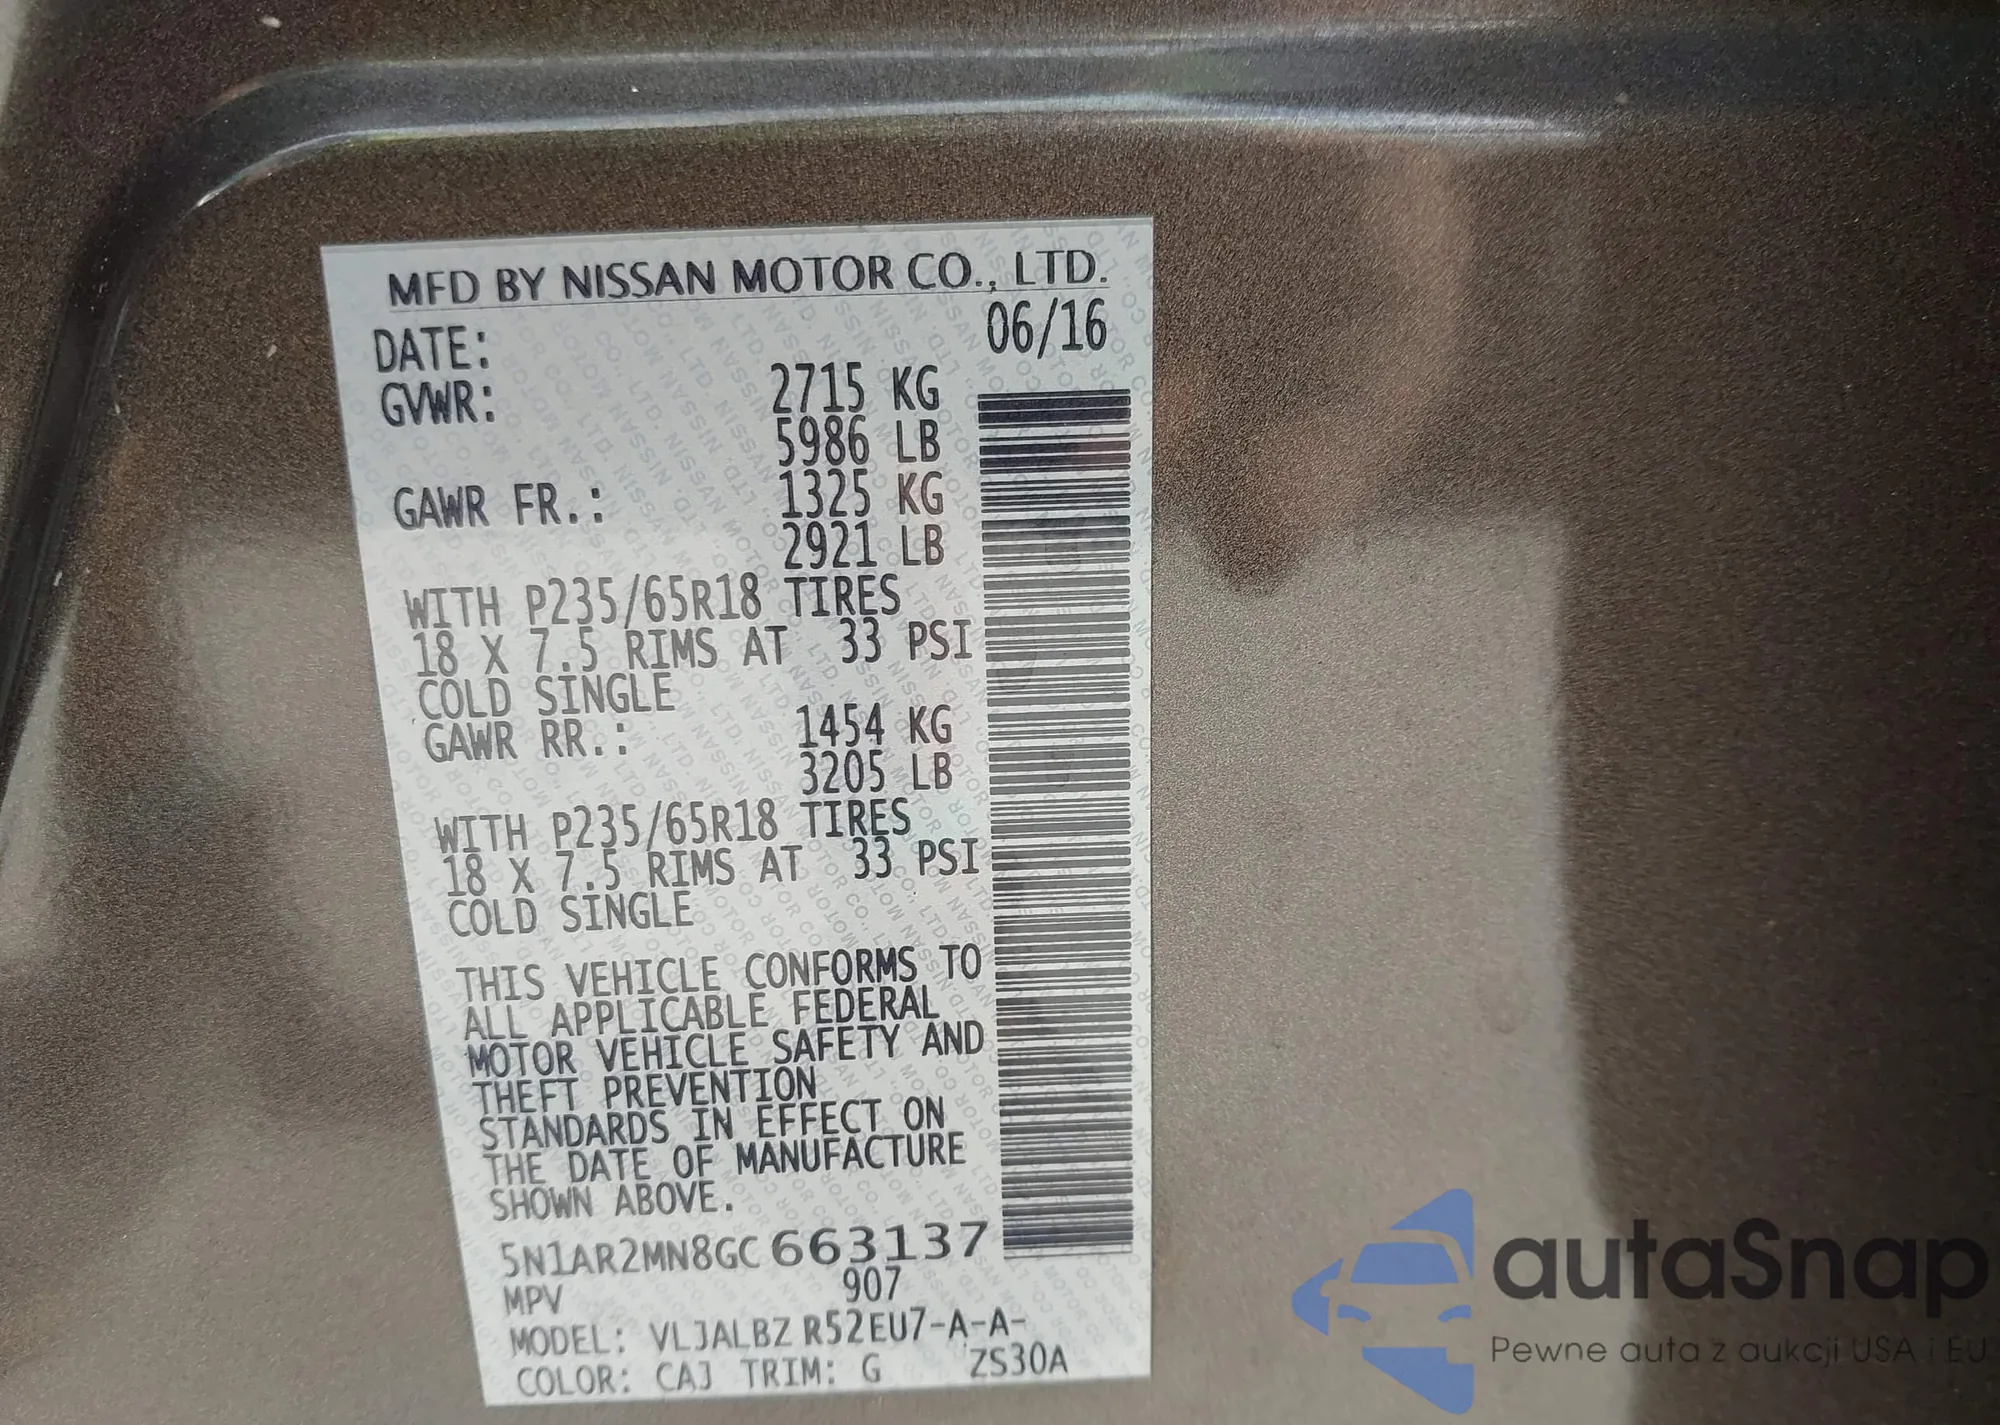 MFD BY NISSAN MOTOR CO., LTD.
DATE: 06/16
GVWR: 2715 KG
5986 LB
GAWR FR.: 1325 KG
2921 LB
WITH P235/65R18 TIRES
18 X 7.5 RIMS AT 33 PSI
COLD SINGLE
GAWR RR.: 1454 KG
3205 LB
WITH P235/65R18 TIRES
18 X 7.5 RIMS AT 33 PSI
COLD SINGLE
THIS VEHICLE CONFORMS TO
ALL APPLICABLE FEDERAL
MOTOR VEHICLE SAFETY AND
THEFT PREVENTION
STANDARDS IN EFFECT ON
THE DATE OF MANUFACTURE
SHOWN ABOVE.
5N1AR2MN8GC663137
MPV 907
MODEL: VLJALBZ R52EU7-A-A-
COLOR: CAJ TRIM: G ZS30A
autaSnap
Pewne auta z aukcji USA i EU